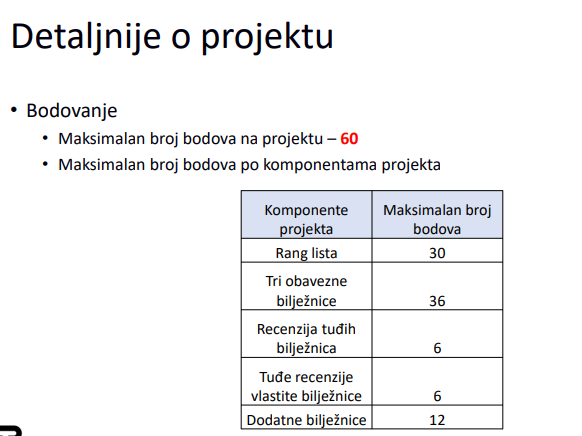 Detaljnije o projektu
• Bodovanje
• Maksimalan broj bodova na projektu – 60
• Maksimalan broj bodova po komponentama projekta
Komponente projekta Maksimalan broj bodova
Rang lista 30
Tri obavezne bilježnice 36
Recenzija tuđih bilježnica 6
Tuđe recenzije vlastite bilježnice 6
Dodatne bilježnice 12